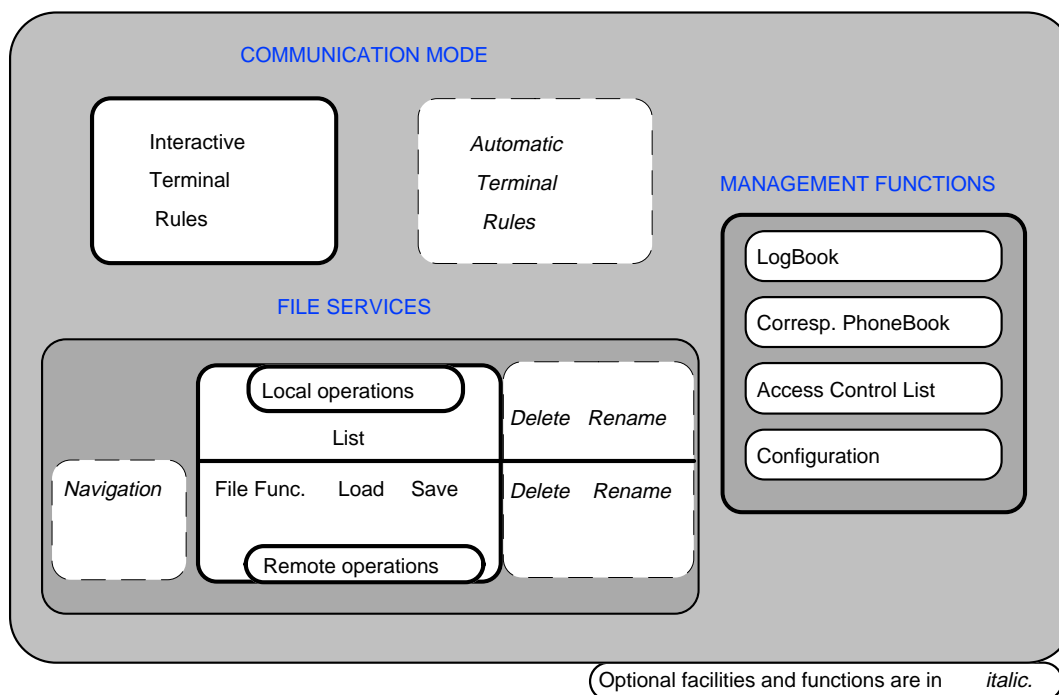 COMMUNICATION MODE
Interactive
Terminal
Rules
Automatic
Terminal
Rules
MANAGEMENT FUNCTIONS
LogBook
Corresp. PhoneBook
Access Control List
Configuration
FILE SERVICES
Local operations
List
Delete Rename
Navigation
File Func. Load Save
Delete Rename
Remote operations
Optional facilities and functions are in italic.